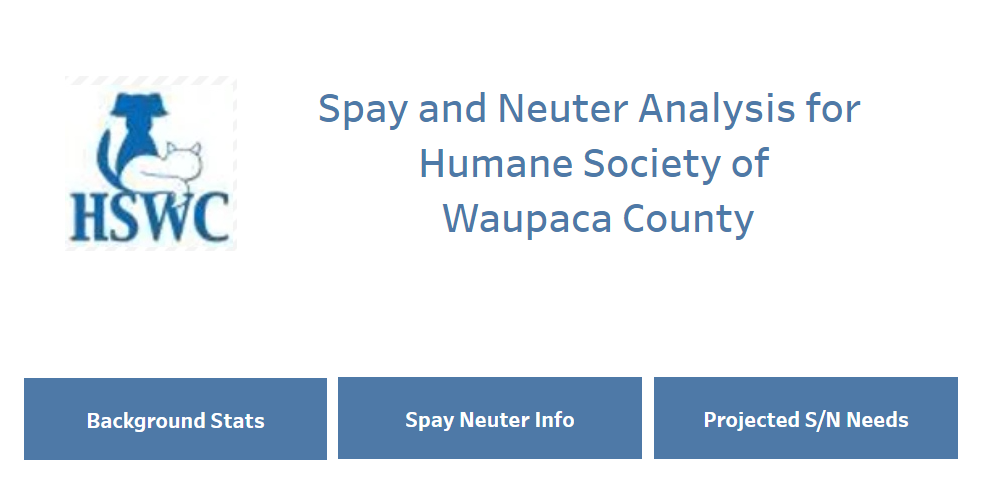 Spay and Neuter Analysis for
Humane Society of
Waupaca County
HSWC
Background Stats
Spay Neuter Info
Projected S/N Needs